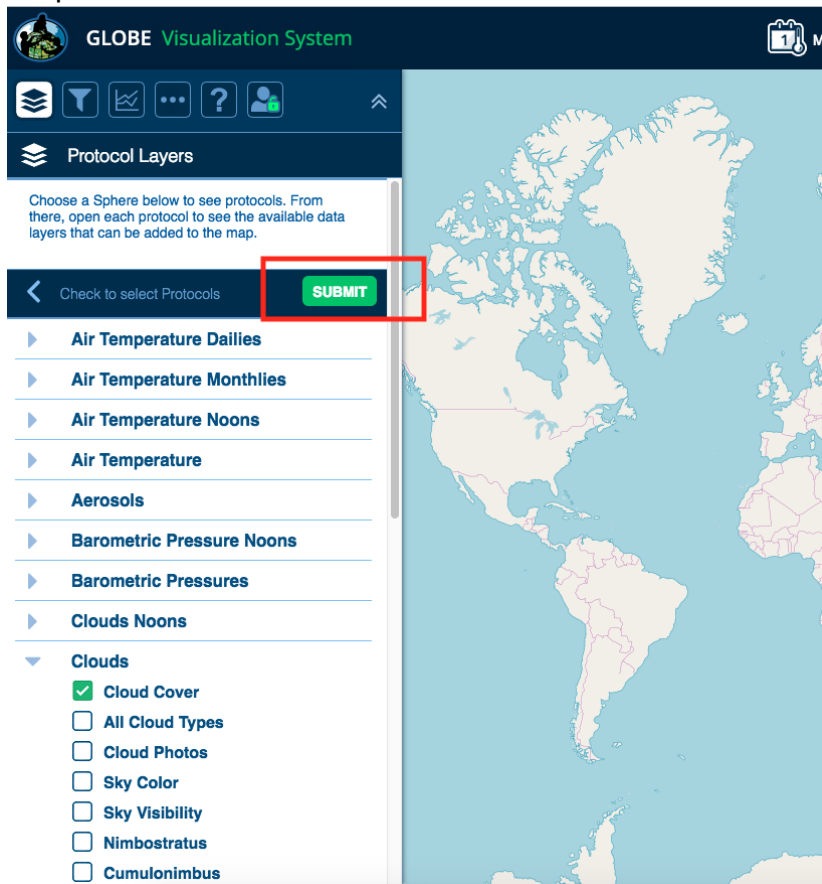 GLOBE Visualization System
1
M
?
Protocol Layers
Choose a Sphere below to see protocols. From
there, open each protocol to see the available data
layers that can be added to the map.
Check to select Protocols
SUBMIT
Air Temperature Dailies
Air Temperature Monthlies
Air Temperature Noons
Air Temperature
Aerosols
Barometric Pressure Noons
Barometric Pressures
Clouds Noons
Clouds
Cloud Cover
All Cloud Types
Cloud Photos
Sky Color
Sky Visibility
Nimbostratus
Cumulonimbus